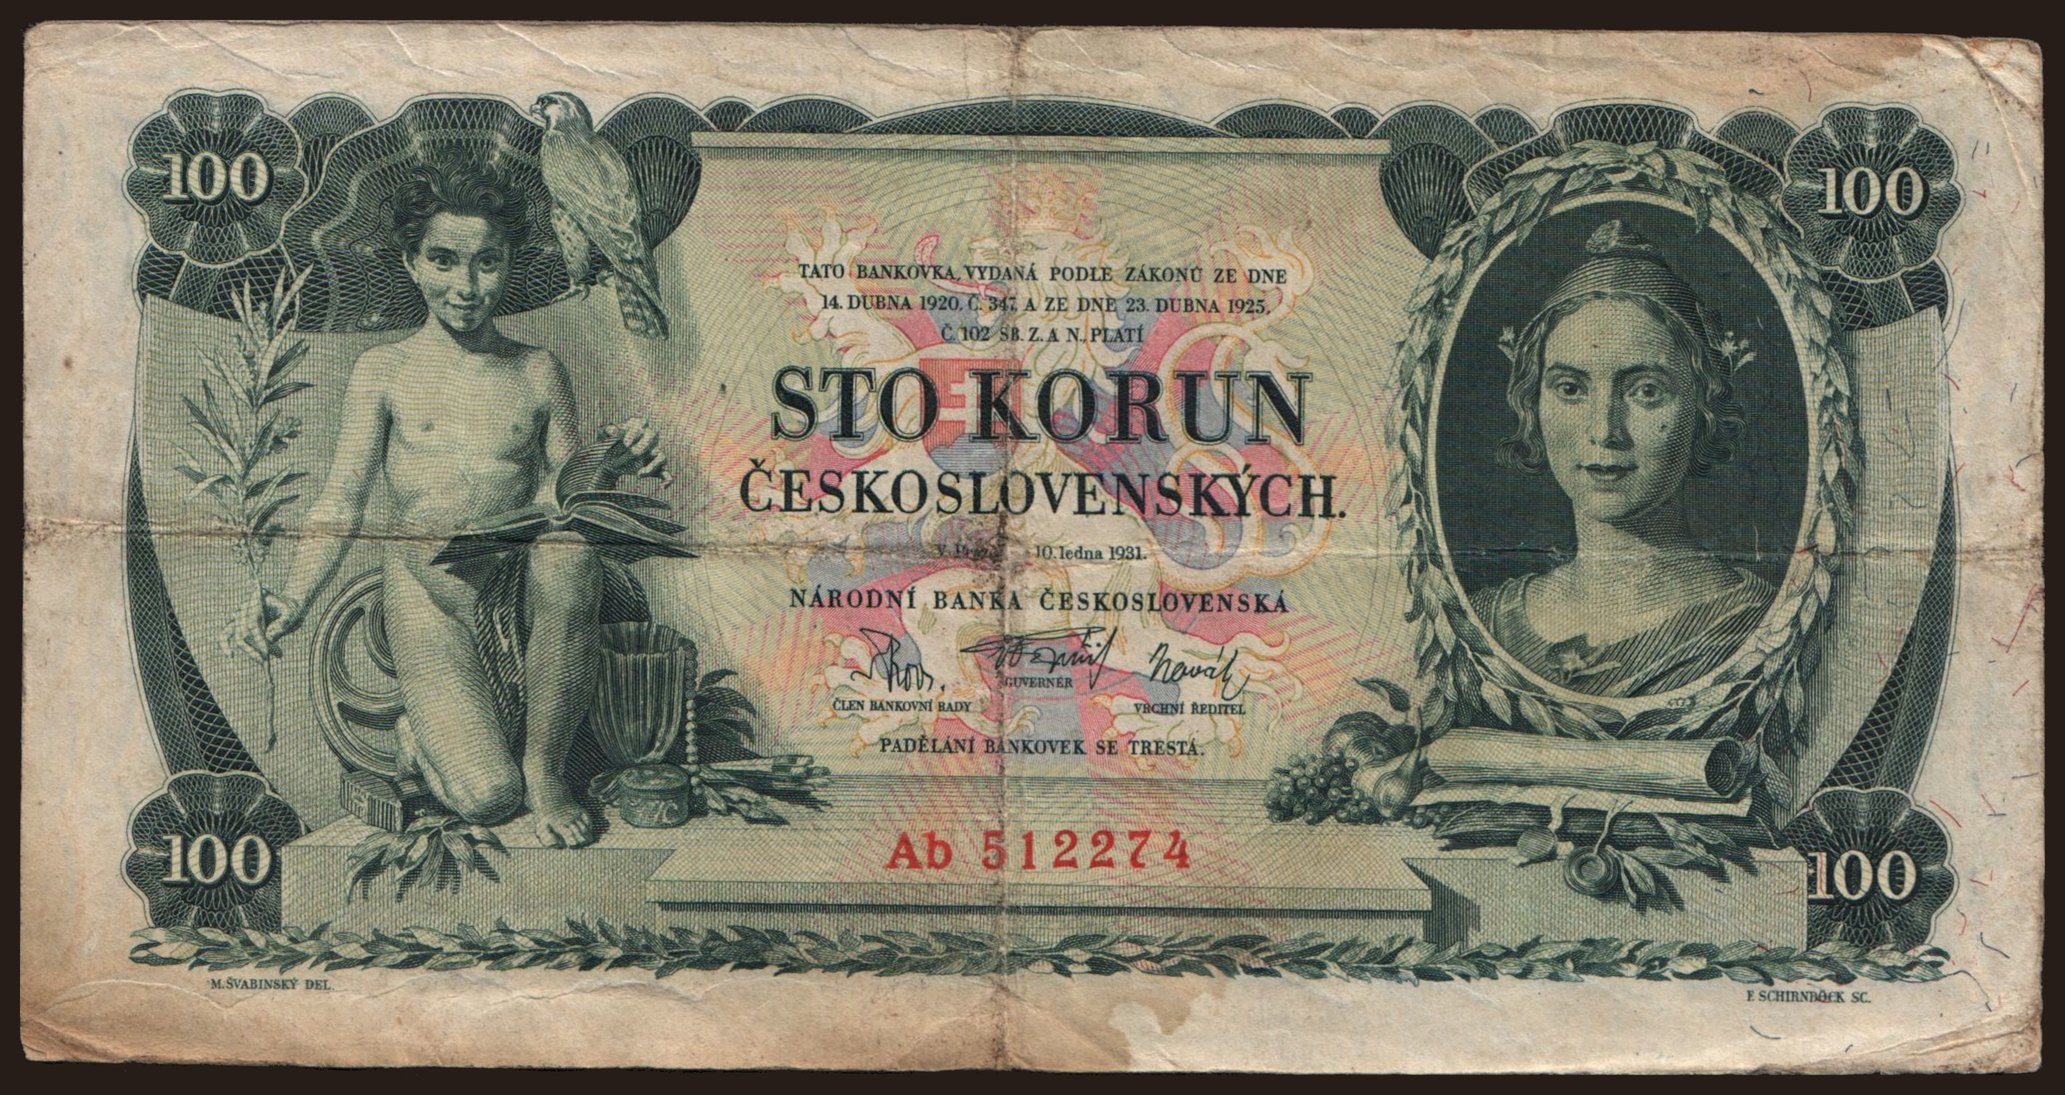 100
100
TATO BANKOVKA, VYDANÁ PODLE ZÁKONŮ ZE DNE
14. DUBNA 1920, Č. 347, A ZE DNE 23. DUBNA 1925,
Č. 102 SB. Z. A N., PLATÍ
STO KORUN
ČESKOSLOVENSKÝCH.
10. ledna 1931.
NÁRODNÍ BANKA ČESKOSLOVENSKÁ
Novák
GUVERNÉR
ČLEN BANKOVNÍ RADY VRCHNÍ ŘEDITEL
PADĚLÁNÍ BANKOVEK SE TRESTÁ.
Ab 512274
100
100
M. ŠVABINSKÝ DEL.
F. SCHIRNBÖCK SC.